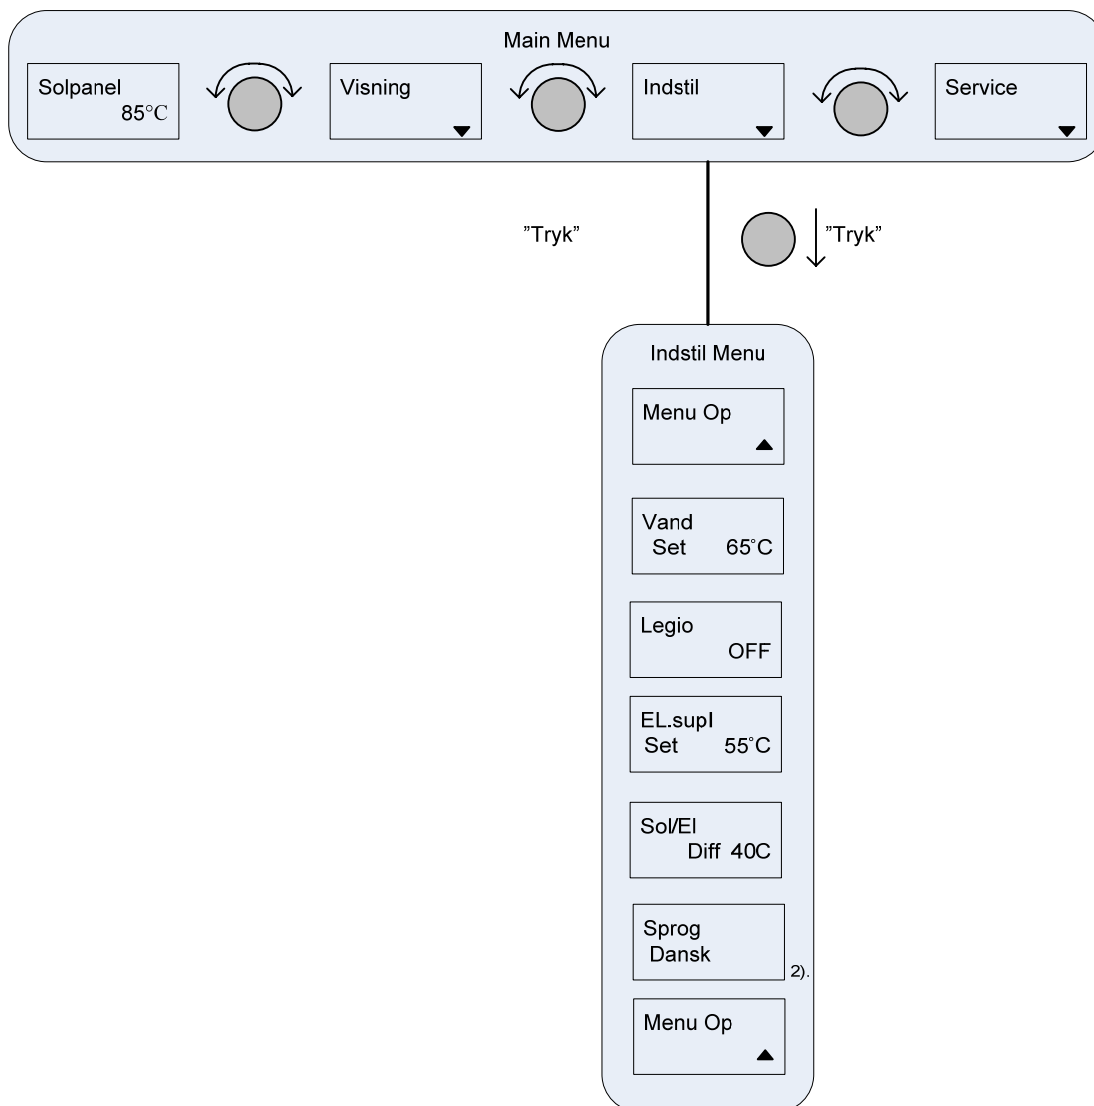 Main Menu
Solpanel
85°C
Visning
Indstil
Service
"Tryk"
"Tryk"
Indstil Menu
Menu Op
Vand
Set 65°C
Legio
OFF
EL.supl
Set 55°C
Sol/El
Diff 40C
Sprog
Dansk
2).
Menu Op